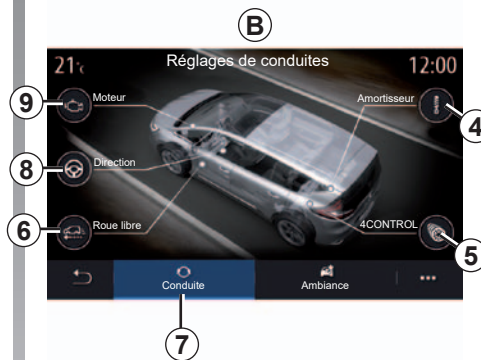 B
21°c Réglages de conduites 12:00
9 Moteur Amortisseur 4
8 Direction
6 Roue libre 4CONTROL 5
Conduite Ambiance
7